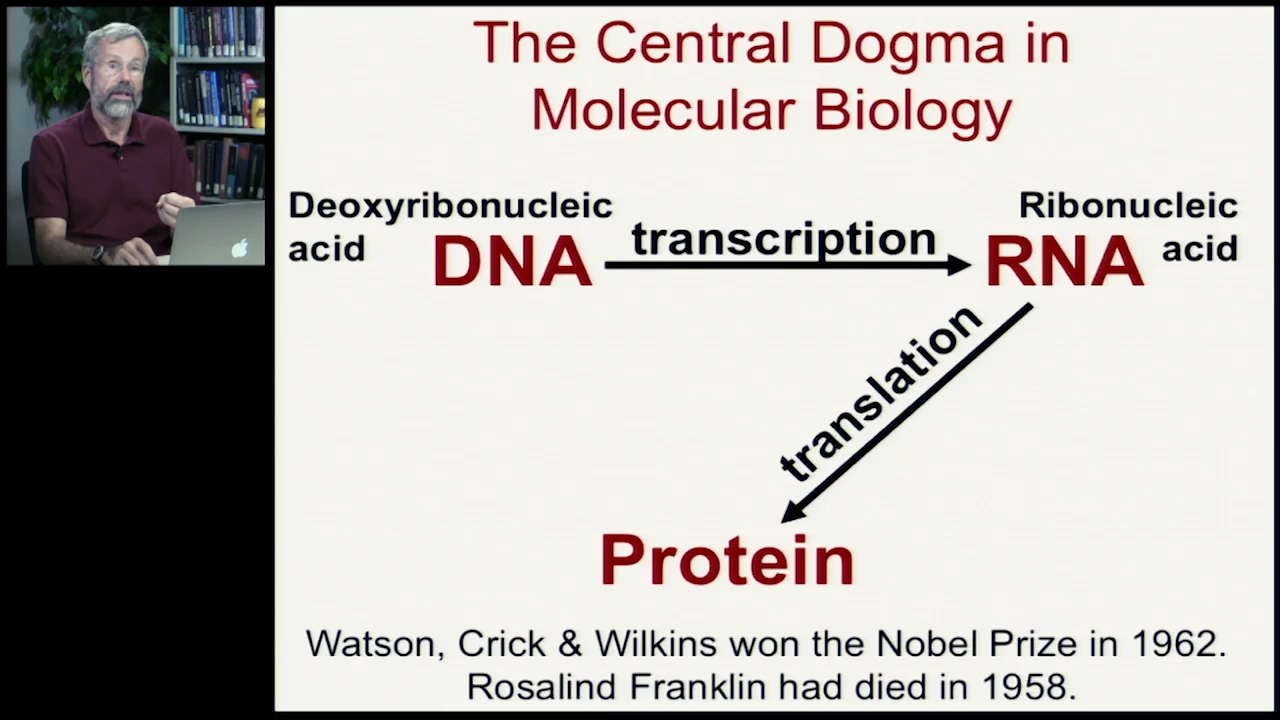 The Central Dogma in
Molecular Biology
Deoxyribonucleic
acid
DNA
transcription
Ribonucleic
acid
RNA
translation
Protein
Watson, Crick & Wilkins won the Nobel Prize in 1962.
Rosalind Franklin had died in 1958.